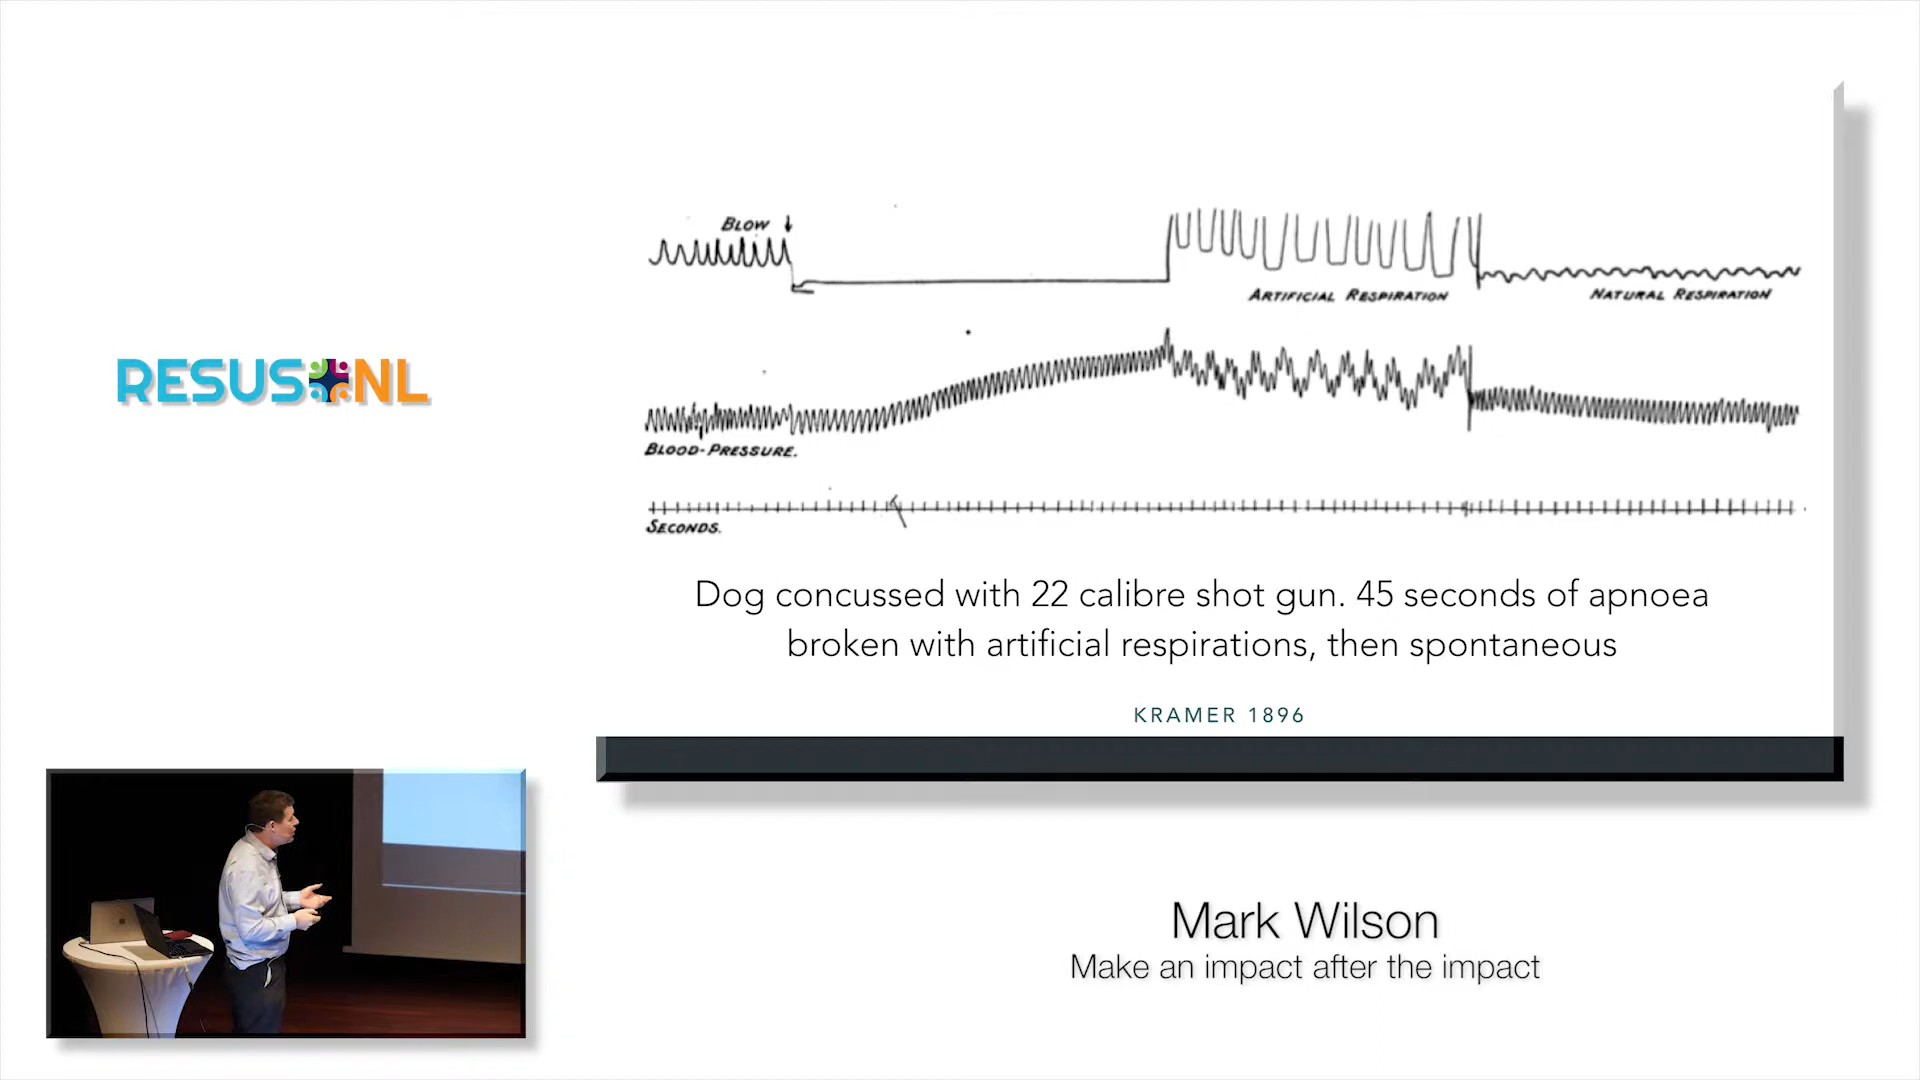 BLOW
ARTIFICIAL RESPIRATION
NATURAL RESPIRATION
BLOOD-PRESSURE.
SECONDS.
Dog concussed with 22 calibre shot gun. 45 seconds of apnoea
broken with artificial respirations, then spontaneous
KRAMER 1896
RESUS NL
Mark Wilson
Make an impact after the impact